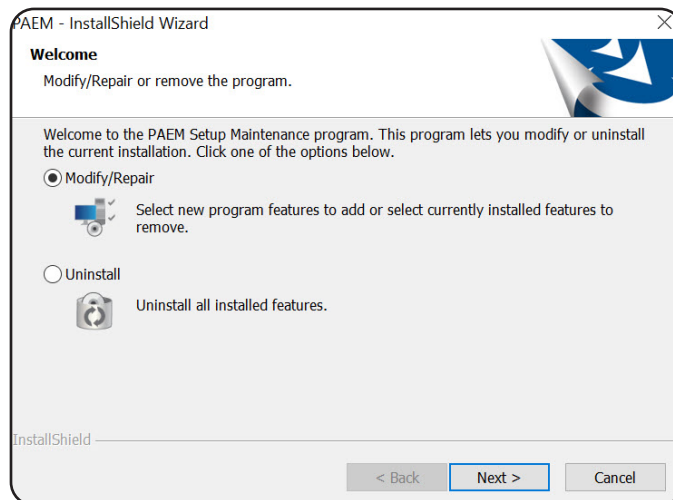 PAEM - InstallShield Wizard
Welcome
Modify/Repair or remove the program.
Welcome to the PAEM Setup Maintenance program. This program lets you modify or uninstall
the current installation. Click one of the options below.
Modify/Repair
Select new program features to add or select currently installed features to
remove.
Uninstall
Uninstall all installed features.
InstallShield
< Back
Next >
Cancel